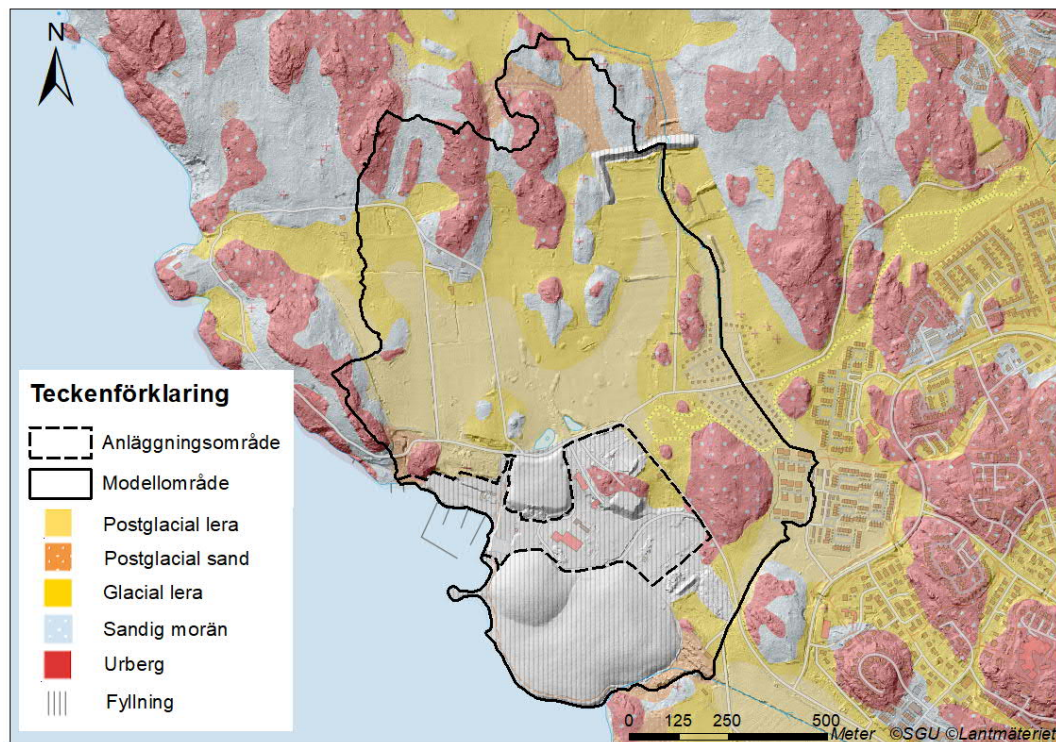 N
Teckenförklaring
Anläggningsområde
Modellområde
Postglacial lera
Postglacial sand
Glacial lera
Sandig morän
Urberg
Fyllning
0 125 250 500
Meter ©SGU ©Lantmäteriet